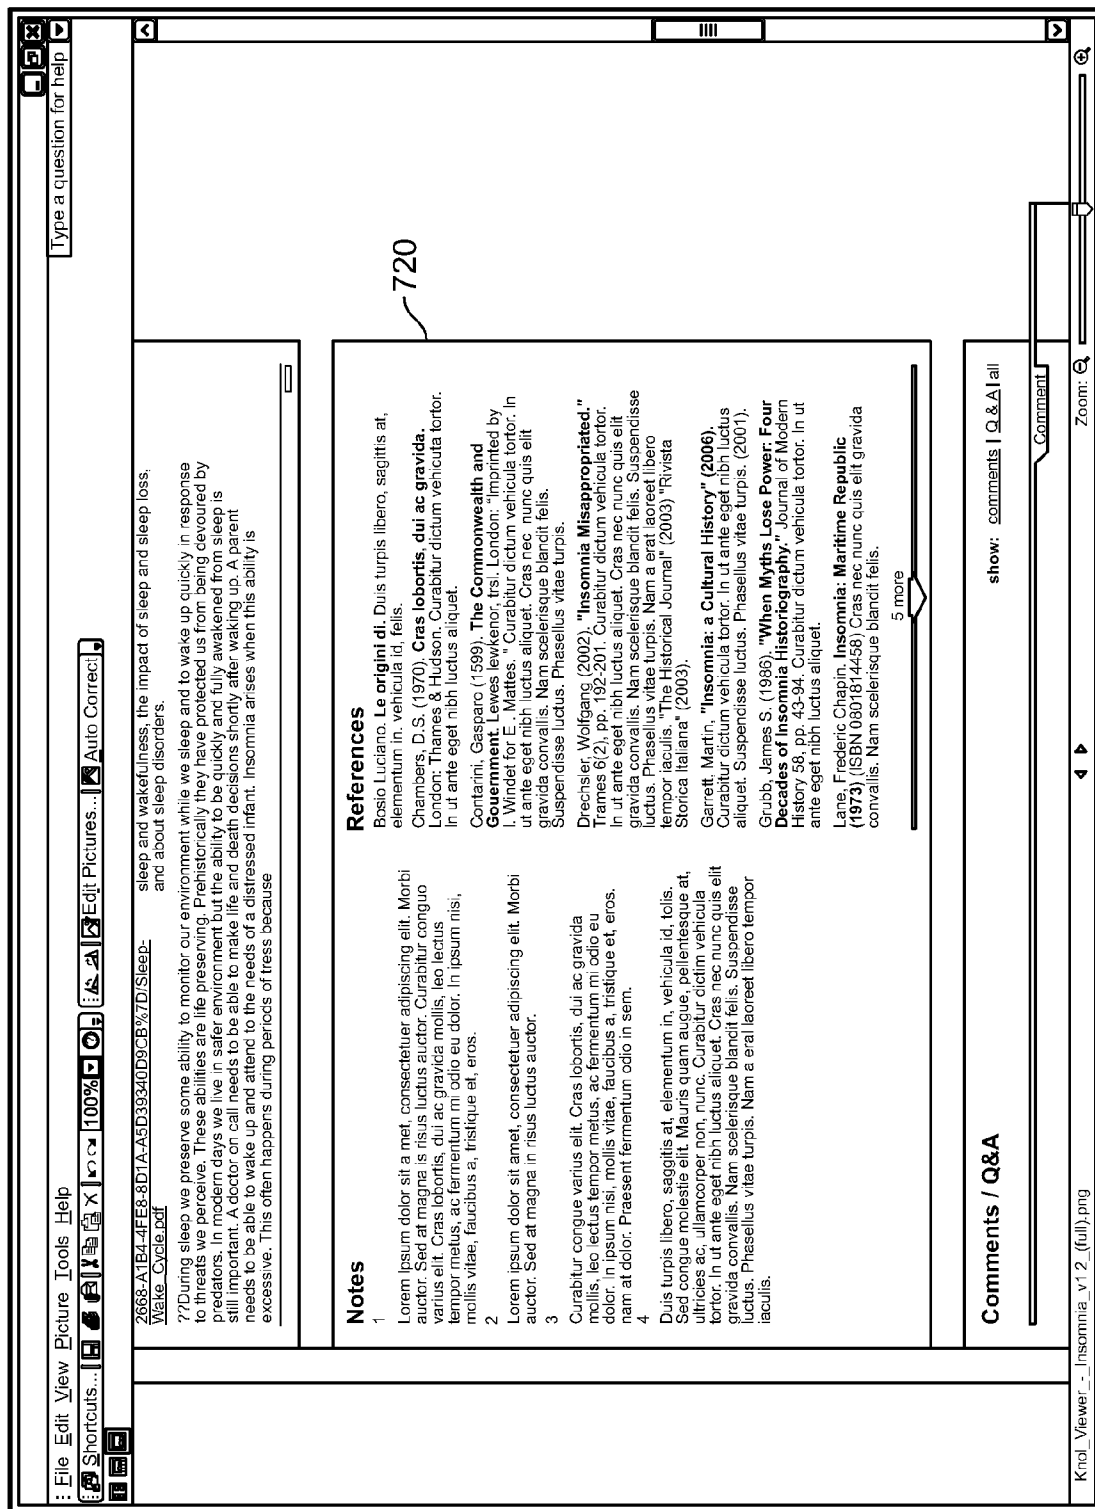 Type a question for help
: File Edit View Picture Tools Help
Shortcuts... 100% Edit Pictures... Auto Correct
2668-A1B4-4FE8-8D1A-A5D39340D9CB%7D/Sleep-
Wake_Cycle.pdf
sleep and wakefulness, the impact of sleep and sleep loss,
and about sleep disorders.
??During sleep we preserve some ability to monitor our environment while we sleep and to wake up quickly in response
to threats we perceive. These abilities are life preserving. Prehistorically they have protected us from being devoured by
predators. In modern days we live in safer environment but the ability to be quickly and fully awakened from sleep is
still important. A doctor on call needs to be able to make life and death decisions shortly after waking up. A parent
needs to be able to wake up and attend to the needs of a distressed infant. Insomnia arises when this ability is
excessive. This often happens during periods of tress because
720
Notes
1
Lorem Ipsum dolor sit a met, consectetuer adipiscing elit. Morbi
auctor. Sed at magna is risus luctus auctor. Curabitur conguo
varius elit. Cras lobortis, dui ac gravida mollis, leo lectus
tempor metus, ac fermentum mi odio eu dolor. In ipsum nisi,
mollis vitae, faucibus a, tristique et, eros.
2
Lorem ipsum dolor sit amet, consectetuer adipiscing elit. Morbi
auctor. Sed at magna in risus luctus auctor.
3
Curabitur congue varius elit. Cras lobortis, dui ac gravida
mollis, leo lectus tempor metus, ac fermentum mi odio eu
dolor. In ipsum nisi, mollis vitae, faucibus a, tristique et, eros.
nam at dolor. Praesent fermentum odio in sem.
4
Duis turpis libero, saggitis at, elementum in, vehicula id, tolis.
Sed congue molestie elit. Mauris quam augue, pellentesque at,
ultricies ac, ullamcorper non, nunc. Curabitur dictim vehicula
tortor. In ut ante eget nibh luctus aliquet. Cras nec nunc quis elit
gravida convallis. Nam scelerisque blandit felis. Suspendisse
luctus. Phasellus vitae turpis. Nam a eral laoreet libero tempor
iaculis.
References
Bosio Luciano. Le origini di. Duis turpis libero, sagittis at,
elementum in. vehicula id, felis.
Chambers, D.S. (1970). Cras lobortis, dui ac gravida.
London: Thames & Hudson. Curabitur dictum vehicuta tortor.
In ut ante eget nibh luctus aliquet.
Contarini, Gasparo (1599). The Commonwealth and
Gouernment. Lewes lewkenor, trsl. London: "Imprinted by
I. Windet for E . Mattes. " Curabitur dictum vehicula tortor. In
ut ante eget nibh luctus aliquet. Cras nec nunc quis elit
gravida convallis. Nam scelerisque blandit felis.
Suspendisse luctus. Phasellus vitae turpis.
Drechsler, Wolfgang (2002). "Insomnia Misappropriated."
Trames 6(2), pp. 192-201. Curabitur dictum vehicula tortor.
In ut ante eget nibh luctus aliquet. Cras nec nunc quis elit
gravida convallis. Nam scelerisque blandit felis. Suspendisse
luctus. Phasellus vitae turpis. Nam a erat laoreet libero
tempor iaculis. "The Historical Journal" (2003) "Rivista
Storica Italiana" (2003).
Garrett. Martin, "Insomnia: a Cultural History" (2006).
Curabitur dictum vehicula tortor. In ut ante eget nibh luctus
aliquet. Suspendisse luctus. Phasellus vitae turpis. (2001).
Grubb, James S. (1986). "When Myths Lose Power: Four
Decades of Insomnia Historiography." Journal of Modern
History 58, pp. 43-94. Curabitur dictum vehicula tortor. In ut
ante eget nibh luctus aliquet.
Lane, Frederic Chapin. Insomnia: Maritime Republic
(1973) (ISBN 0801814458) Cras nec nunc quis elit gravida
convallis. Nam scelerisque blandit felis.
5 more
Comments / Q&A
show: comments | Q & A | all
Comment
Knol_Viewer_-_Insomnia_v1 2_(full).png
Zoom: